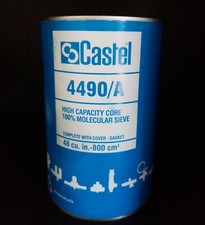 Castel
4490/A
HIGH CAPACITY CORE
100% MOLECULAR SIEVE
COMPLETE WITH COVER - GASKET
48 cu. in.-800 cm³